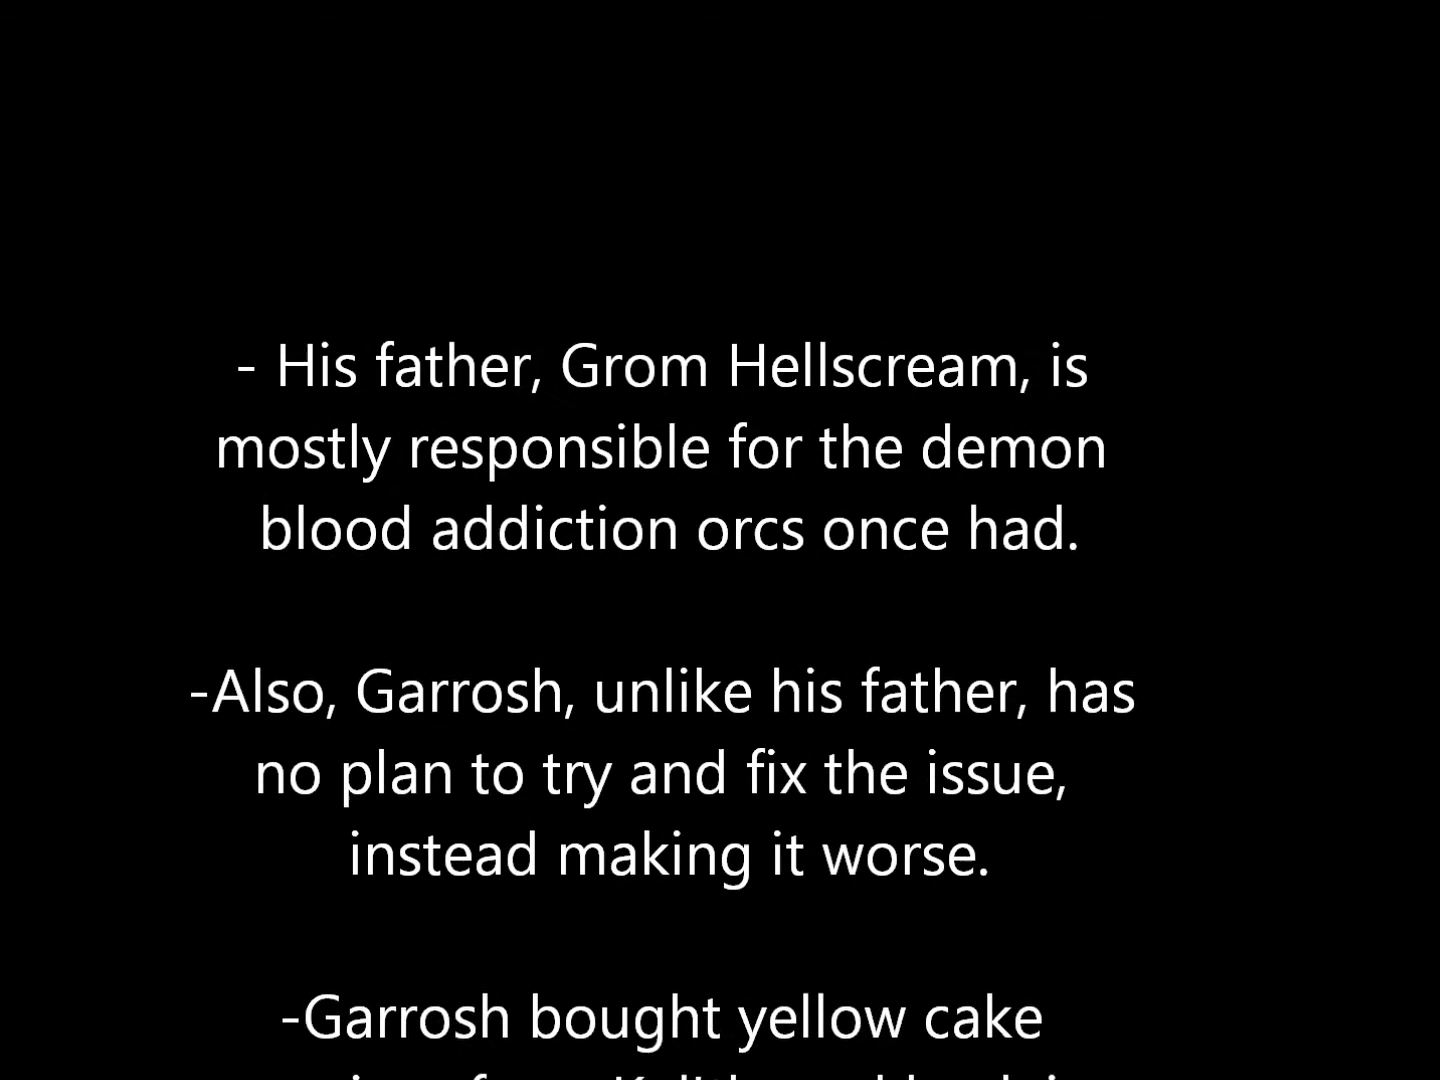 - His father, Grom Hellscream, is
mostly responsible for the demon
blood addiction orcs once had.
-Also, Garrosh, unlike his father, has
no plan to try and fix the issue,
instead making it worse.
-Garrosh bought yellow cake